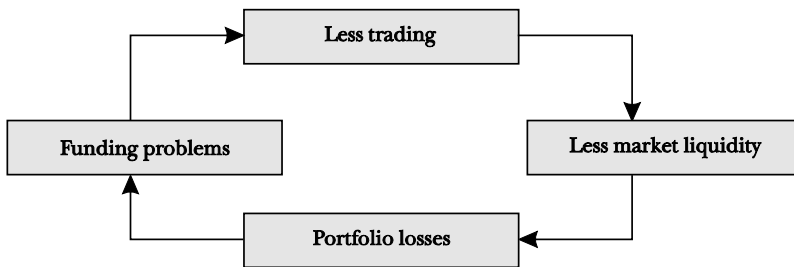 Less trading
Funding problems
Less market liquidity
Portfolio losses